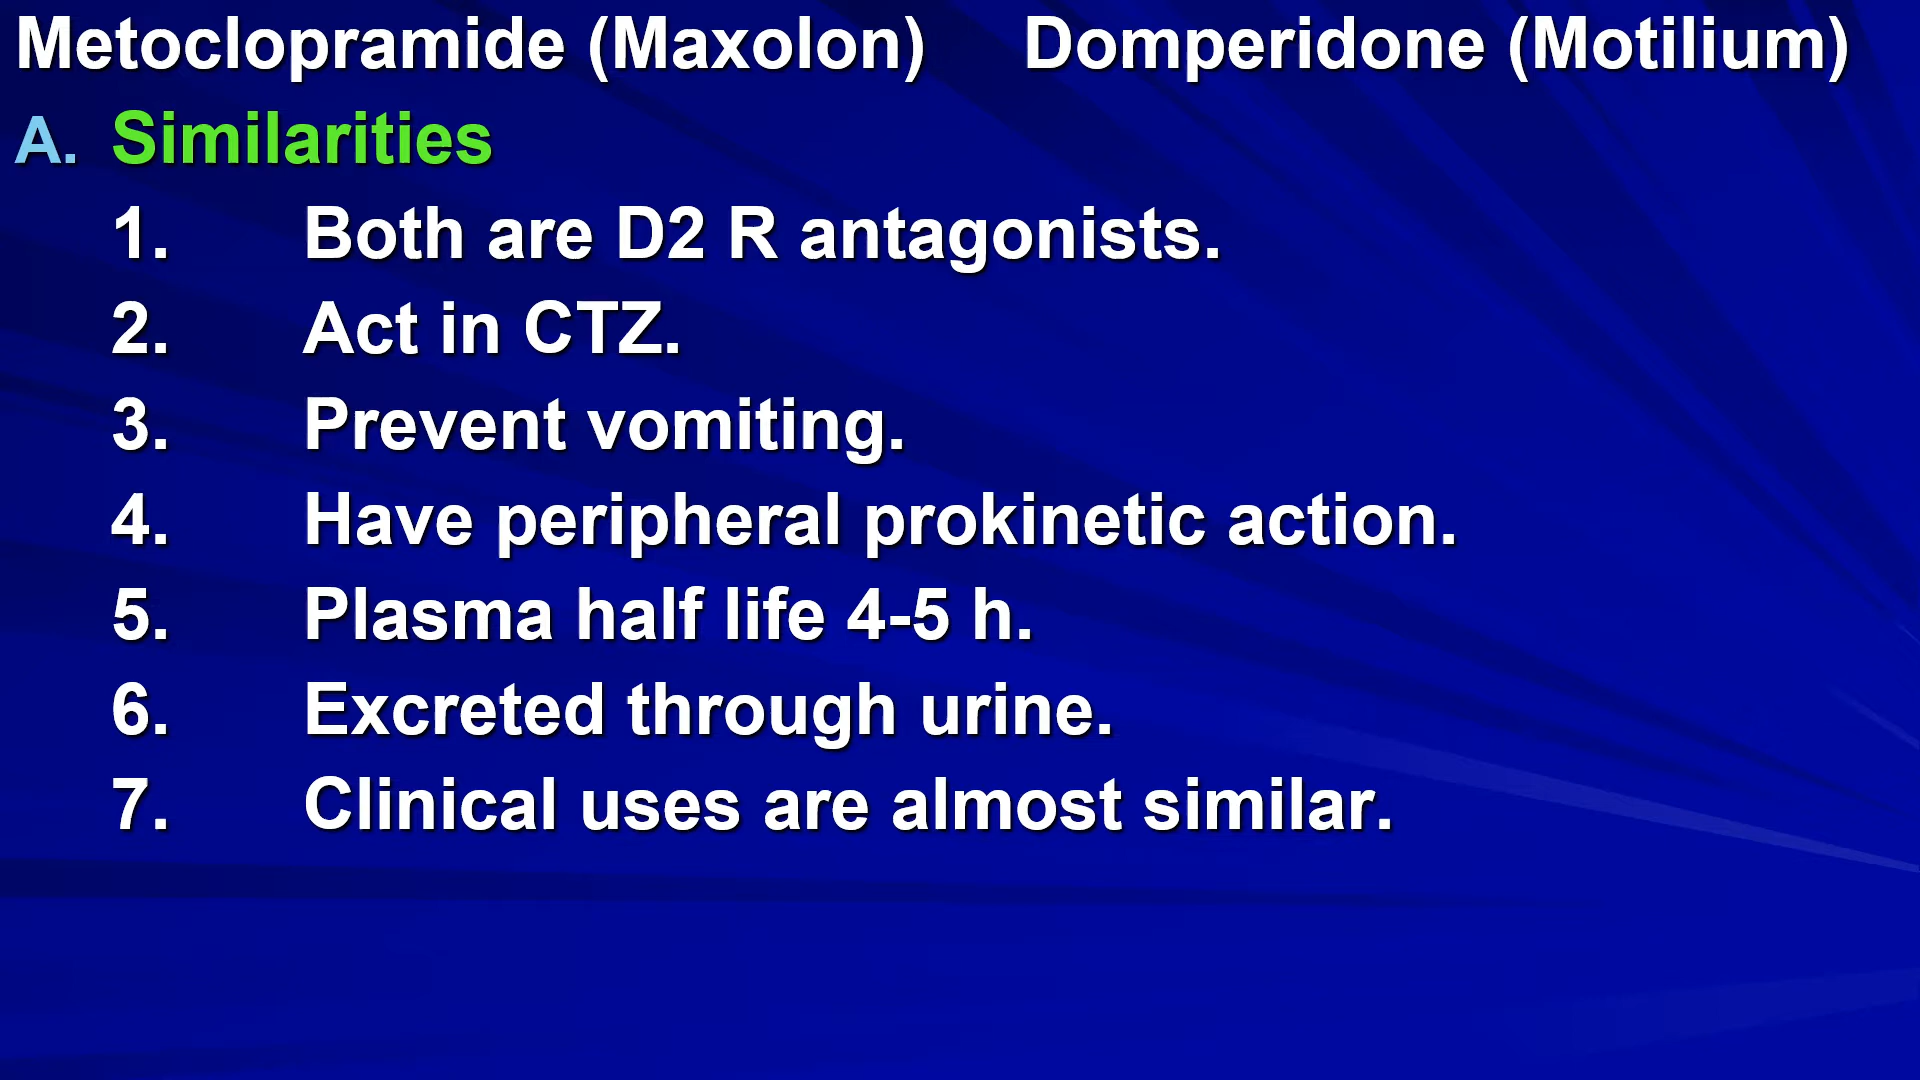 Metoclopramide (Maxolon) Domperidone (Motilium)
A. Similarities
1. Both are D2 R antagonists.
2. Act in CTZ.
3. Prevent vomiting.
4. Have peripheral prokinetic action.
5. Plasma half life 4-5 h.
6. Excreted through urine.
7. Clinical uses are almost similar.